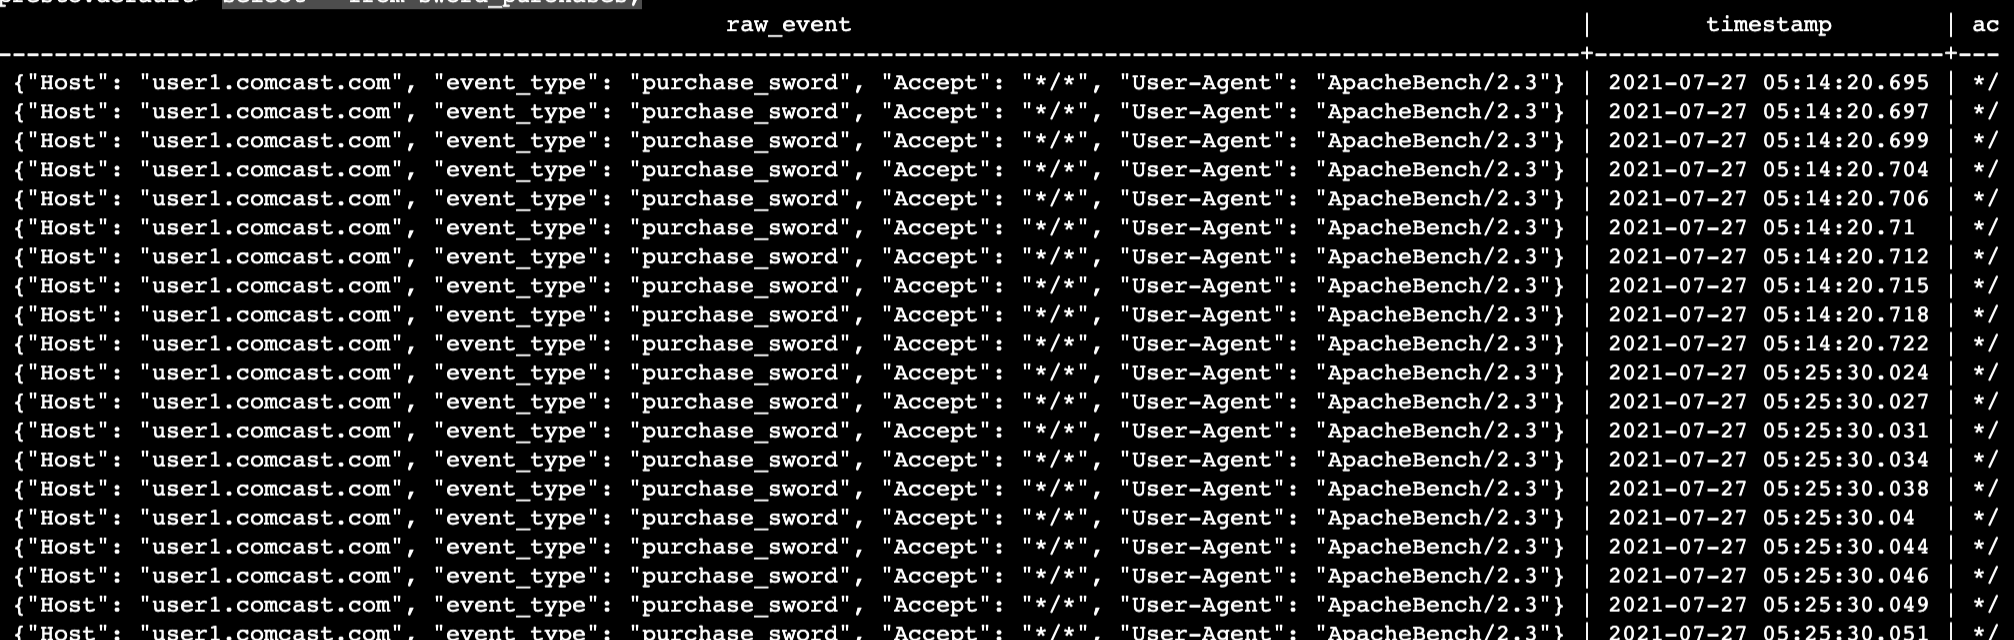 presto:default> select * from sword_purchases;
raw_event | timestamp | ac
----------------------------------------------------------------------------------------------------------------+-------------------------+---
{"Host": "user1.comcast.com", "event_type": "purchase_sword", "Accept": "*/*", "User-Agent": "ApacheBench/2.3"} | 2021-07-27 05:14:20.695 | */
{"Host": "user1.comcast.com", "event_type": "purchase_sword", "Accept": "*/*", "User-Agent": "ApacheBench/2.3"} | 2021-07-27 05:14:20.697 | */
{"Host": "user1.comcast.com", "event_type": "purchase_sword", "Accept": "*/*", "User-Agent": "ApacheBench/2.3"} | 2021-07-27 05:14:20.699 | */
{"Host": "user1.comcast.com", "event_type": "purchase_sword", "Accept": "*/*", "User-Agent": "ApacheBench/2.3"} | 2021-07-27 05:14:20.704 | */
{"Host": "user1.comcast.com", "event_type": "purchase_sword", "Accept": "*/*", "User-Agent": "ApacheBench/2.3"} | 2021-07-27 05:14:20.706 | */
{"Host": "user1.comcast.com", "event_type": "purchase_sword", "Accept": "*/*", "User-Agent": "ApacheBench/2.3"} | 2021-07-27 05:14:20.71 | */
{"Host": "user1.comcast.com", "event_type": "purchase_sword", "Accept": "*/*", "User-Agent": "ApacheBench/2.3"} | 2021-07-27 05:14:20.712 | */
{"Host": "user1.comcast.com", "event_type": "purchase_sword", "Accept": "*/*", "User-Agent": "ApacheBench/2.3"} | 2021-07-27 05:14:20.715 | */
{"Host": "user1.comcast.com", "event_type": "purchase_sword", "Accept": "*/*", "User-Agent": "ApacheBench/2.3"} | 2021-07-27 05:14:20.718 | */
{"Host": "user1.comcast.com", "event_type": "purchase_sword", "Accept": "*/*", "User-Agent": "ApacheBench/2.3"} | 2021-07-27 05:14:20.722 | */
{"Host": "user1.comcast.com", "event_type": "purchase_sword", "Accept": "*/*", "User-Agent": "ApacheBench/2.3"} | 2021-07-27 05:25:30.024 | */
{"Host": "user1.comcast.com", "event_type": "purchase_sword", "Accept": "*/*", "User-Agent": "ApacheBench/2.3"} | 2021-07-27 05:25:30.027 | */
{"Host": "user1.comcast.com", "event_type": "purchase_sword", "Accept": "*/*", "User-Agent": "ApacheBench/2.3"} | 2021-07-27 05:25:30.031 | */
{"Host": "user1.comcast.com", "event_type": "purchase_sword", "Accept": "*/*", "User-Agent": "ApacheBench/2.3"} | 2021-07-27 05:25:30.034 | */
{"Host": "user1.comcast.com", "event_type": "purchase_sword", "Accept": "*/*", "User-Agent": "ApacheBench/2.3"} | 2021-07-27 05:25:30.038 | */
{"Host": "user1.comcast.com", "event_type": "purchase_sword", "Accept": "*/*", "User-Agent": "ApacheBench/2.3"} | 2021-07-27 05:25:30.04 | */
{"Host": "user1.comcast.com", "event_type": "purchase_sword", "Accept": "*/*", "User-Agent": "ApacheBench/2.3"} | 2021-07-27 05:25:30.044 | */
{"Host": "user1.comcast.com", "event_type": "purchase_sword", "Accept": "*/*", "User-Agent": "ApacheBench/2.3"} | 2021-07-27 05:25:30.046 | */
{"Host": "user1.comcast.com", "event_type": "purchase_sword", "Accept": "*/*", "User-Agent": "ApacheBench/2.3"} | 2021-07-27 05:25:30.049 | */
{"Host": "user1.comcast.com", "event_type": "purchase_sword", "Accept": "*/*", "User-Agent": "ApacheBench/2.3"} | 2021-07-27 05:25:30.051 | */